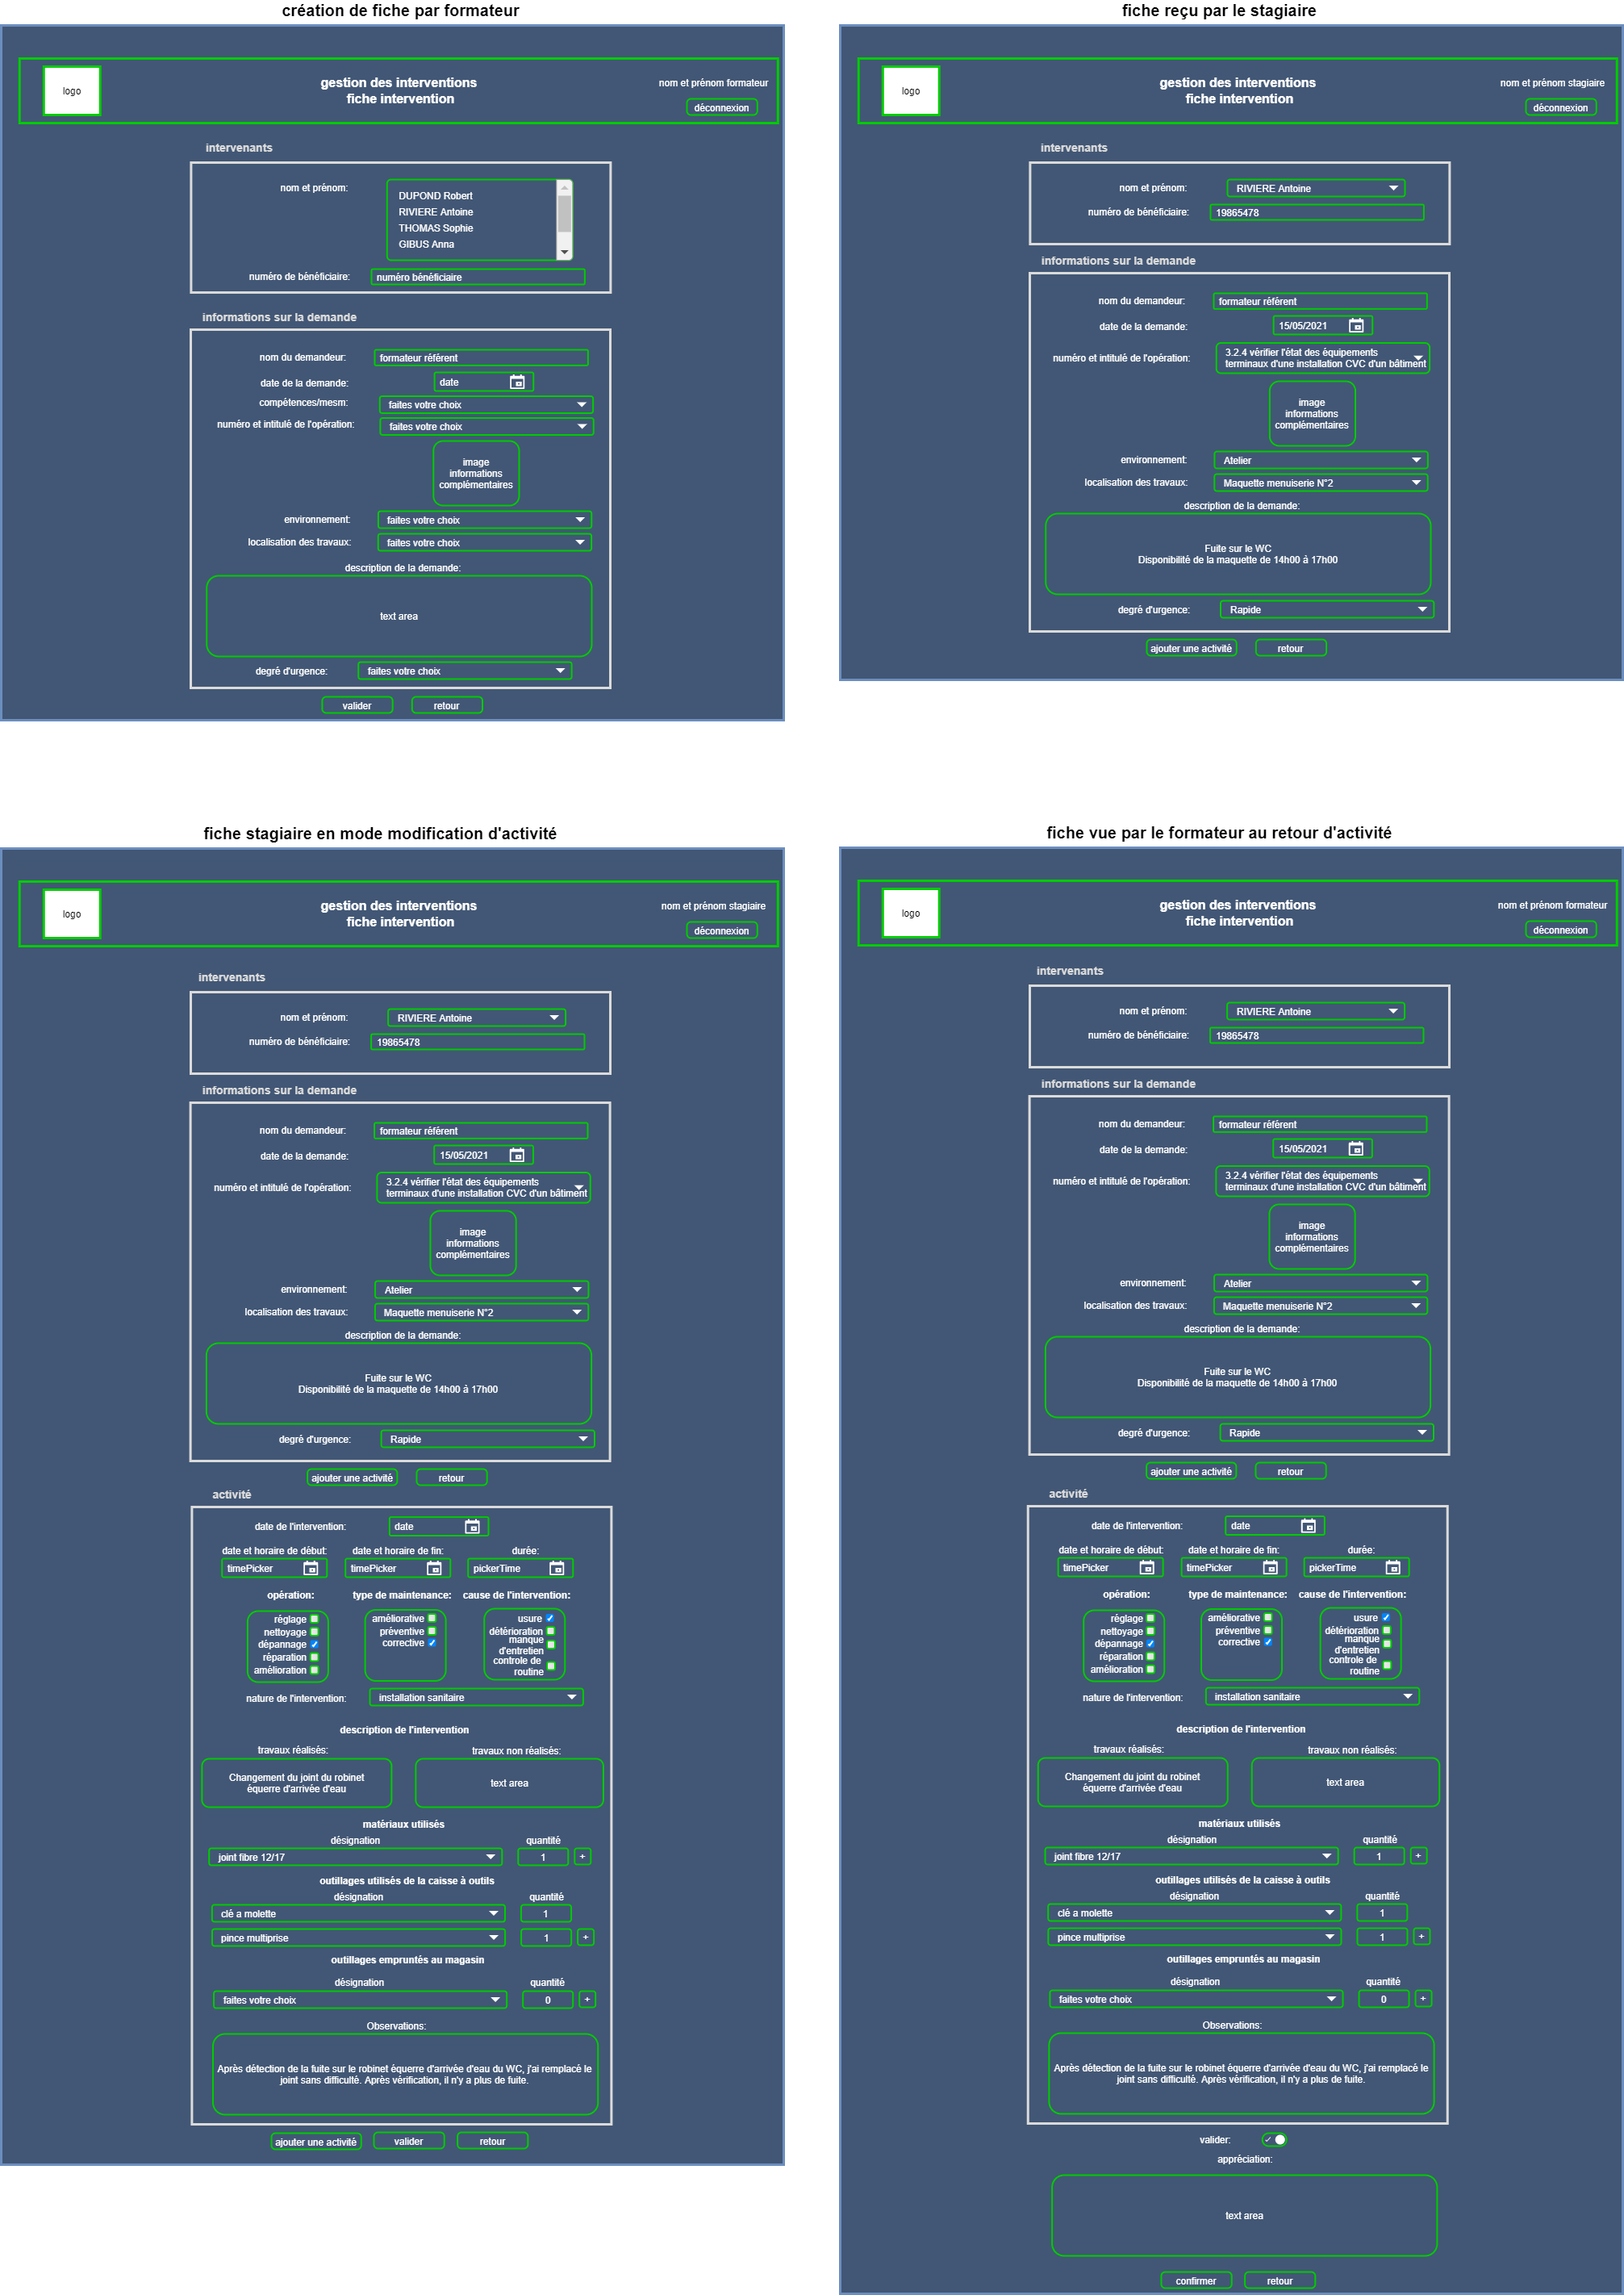 création de fiche par formateur
logo
gestion des interventions
fiche intervention
nom et prénom formateur
déconnexion
intervenants
nom et prénom:
DUPOND Robert
RIVIERE Antoine
THOMAS Sophie
GIBUS Anna
numéro de bénéficiaire: numéro bénéficiaire
informations sur la demande
nom du demandeur: formateur référent
date de la demande: date
compétences/mesm: faites votre choix
numéro et intitulé de l'opération: faites votre choix
image
informations
complémentaires
environnement: faites votre choix
localisation des travaux: faites votre choix
description de la demande:
text area
degré d'urgence: faites votre choix
valider retour
fiche reçu par le stagiaire
logo
gestion des interventions
fiche intervention
nom et prénom stagiaire
déconnexion
intervenants
nom et prénom: RIVIERE Antoine
numéro de bénéficiaire: 19865478
informations sur la demande
nom du demandeur: formateur référent
date de la demande: 15/05/2021
numéro et intitulé de l'opération: 3.2.4 vérifier l'état des équipements
terminaux d'une installation CVC d'un bâtiment
image
informations
complémentaires
environnement: Atelier
localisation des travaux: Maquette menuiserie N°2
description de la demande:
Fuite sur le WC
Disponibilité de la maquette de 14h00 à 17h00
degré d'urgence: Rapide
ajouter une activité retour
fiche stagiaire en mode modification d'activité
logo
gestion des interventions
fiche intervention
nom et prénom stagiaire
déconnexion
intervenants
nom et prénom: RIVIERE Antoine
numéro de bénéficiaire: 19865478
informations sur la demande
nom du demandeur: formateur référent
date de la demande: 15/05/2021
numéro et intitulé de l'opération: 3.2.4 vérifier l'état des équipements
terminaux d'une installation CVC d'un bâtiment
image
informations
complémentaires
environnement: Atelier
localisation des travaux: Maquette menuiserie N°2
description de la demande:
Fuite sur le WC
Disponibilité de la maquette de 14h00 à 17h00
degré d'urgence: Rapide
ajouter une activité retour
activité
date de l'intervention: date
date et horaire de début: date et horaire de fin: durée:
timePicker timePicker pickerTime
opération: type de maintenance: cause de l'intervention:
réglage
nettoyage
dépannage
réparation
amélioration
améliorative
préventive
corrective
usure
détérioration
manque
d'entretien
controle de
routine
nature de l'intervention: installation sanitaire
description de l'intervention
travaux réalisés: travaux non réalisés:
Changement du joint du robinet
équerre d'arrivée d'eau
text area
matériaux utilisés
désignation quantité
joint fibre 12/17 1 +
outillages utilisés de la caisse à outils
désignation quantité
clé a molette 1
pince multiprise 1 +
outillages empruntés au magasin
désignation quantité
faites votre choix 0 +
Observations:
Après détection de la fuite sur le robinet équerre d'arrivée d'eau du WC, j'ai remplacé le
joint sans difficulté. Après vérification, il n'y a plus de fuite.
ajouter une activité valider retour
fiche vue par le formateur au retour d'activité
logo
gestion des interventions
fiche intervention
nom et prénom formateur
déconnexion
intervenants
nom et prénom: RIVIERE Antoine
numéro de bénéficiaire: 19865478
informations sur la demande
nom du demandeur: formateur référent
date de la demande: 15/05/2021
numéro et intitulé de l'opération: 3.2.4 vérifier l'état des équipements
terminaux d'une installation CVC d'un bâtiment
image
informations
complémentaires
environnement: Atelier
localisation des travaux: Maquette menuiserie N°2
description de la demande:
Fuite sur le WC
Disponibilité de la maquette de 14h00 à 17h00
degré d'urgence: Rapide
ajouter une activité retour
activité
date de l'intervention: date
date et horaire de début: date et horaire de fin: durée:
timePicker timePicker pickerTime
opération: type de maintenance: cause de l'intervention:
réglage
nettoyage
dépannage
réparation
amélioration
améliorative
préventive
corrective
usure
détérioration
manque
d'entretien
controle de
routine
nature de l'intervention: installation sanitaire
description de l'intervention
travaux réalisés: travaux non réalisés:
Changement du joint du robinet
équerre d'arrivée d'eau
text area
matériaux utilisés
désignation quantité
joint fibre 12/17 1 +
outillages utilisés de la caisse à outils
désignation quantité
clé a molette 1
pince multiprise 1 +
outillages empruntés au magasin
désignation quantité
faites votre choix 0 +
Observations:
Après détection de la fuite sur le robinet équerre d'arrivée d'eau du WC, j'ai remplacé le
joint sans difficulté. Après vérification, il n'y a plus de fuite.
valider:
appréciation:
text area
confirmer retour